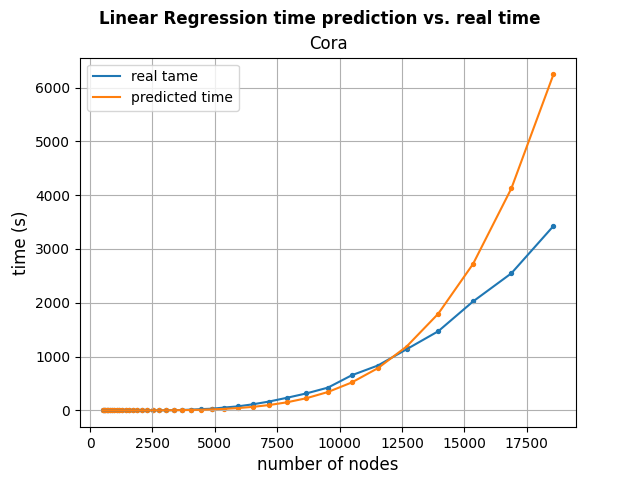 Linear Regression time prediction vs. real time
Cora
real tame
predicted time
6000
5000
4000
3000
2000
1000
0
time (s)
0 2500 5000 7500 10000 12500 15000 17500
number of nodes